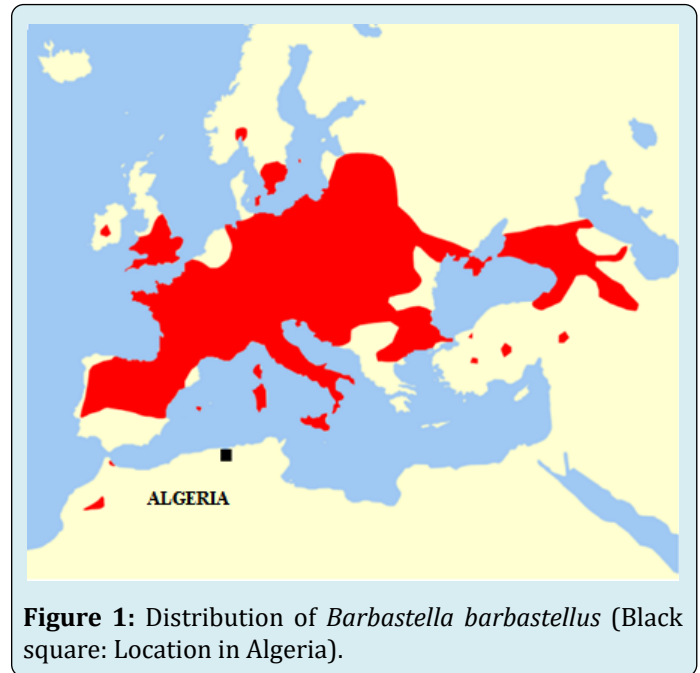 ALGERIA
Figure 1: Distribution of Barbastella barbastellus (Black
square: Location in Algeria).